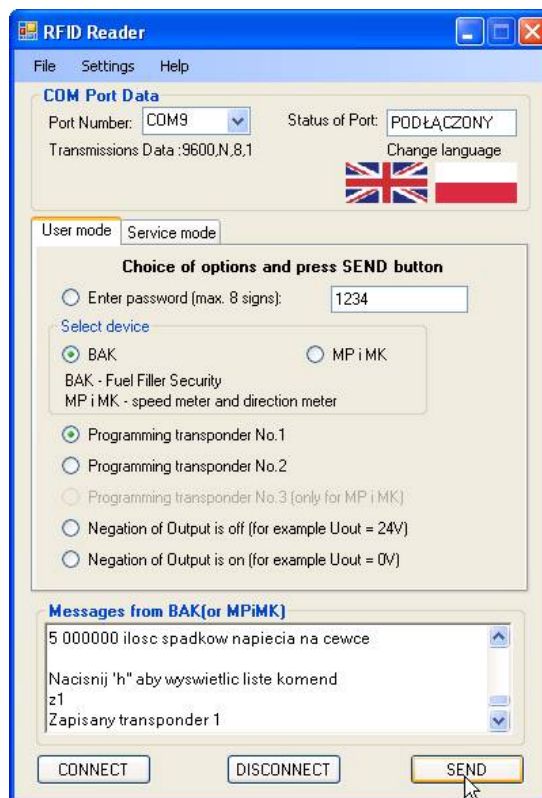 RFID Reader
File Settings Help
COM Port Data
Port Number: COM9 Status of Port: PODŁĄCZONY
Transmissions Data :9600,N,8,1 Change language
User mode Service mode
Choice of options and press SEND button
Enter password (max. 8 signs): 1234
Select device
BAK MP i MK
BAK - Fuel Filler Security
MP i MK - speed meter and direction meter
Programming transponder No.1
Programming transponder No.2
Programming transponder No.3 (only for MP i MK)
Negation of Output is off (for example Uout = 24V)
Negation of Output is on (for example Uout = 0V)
Messages from BAK(or MPiMK)
5 000000 ilosc spadkow napiecia na cewce
Nacisnij 'h'' aby wyswietlic liste komend
z1
Zapisany transponder 1
CONNECT DISCONNECT SEND